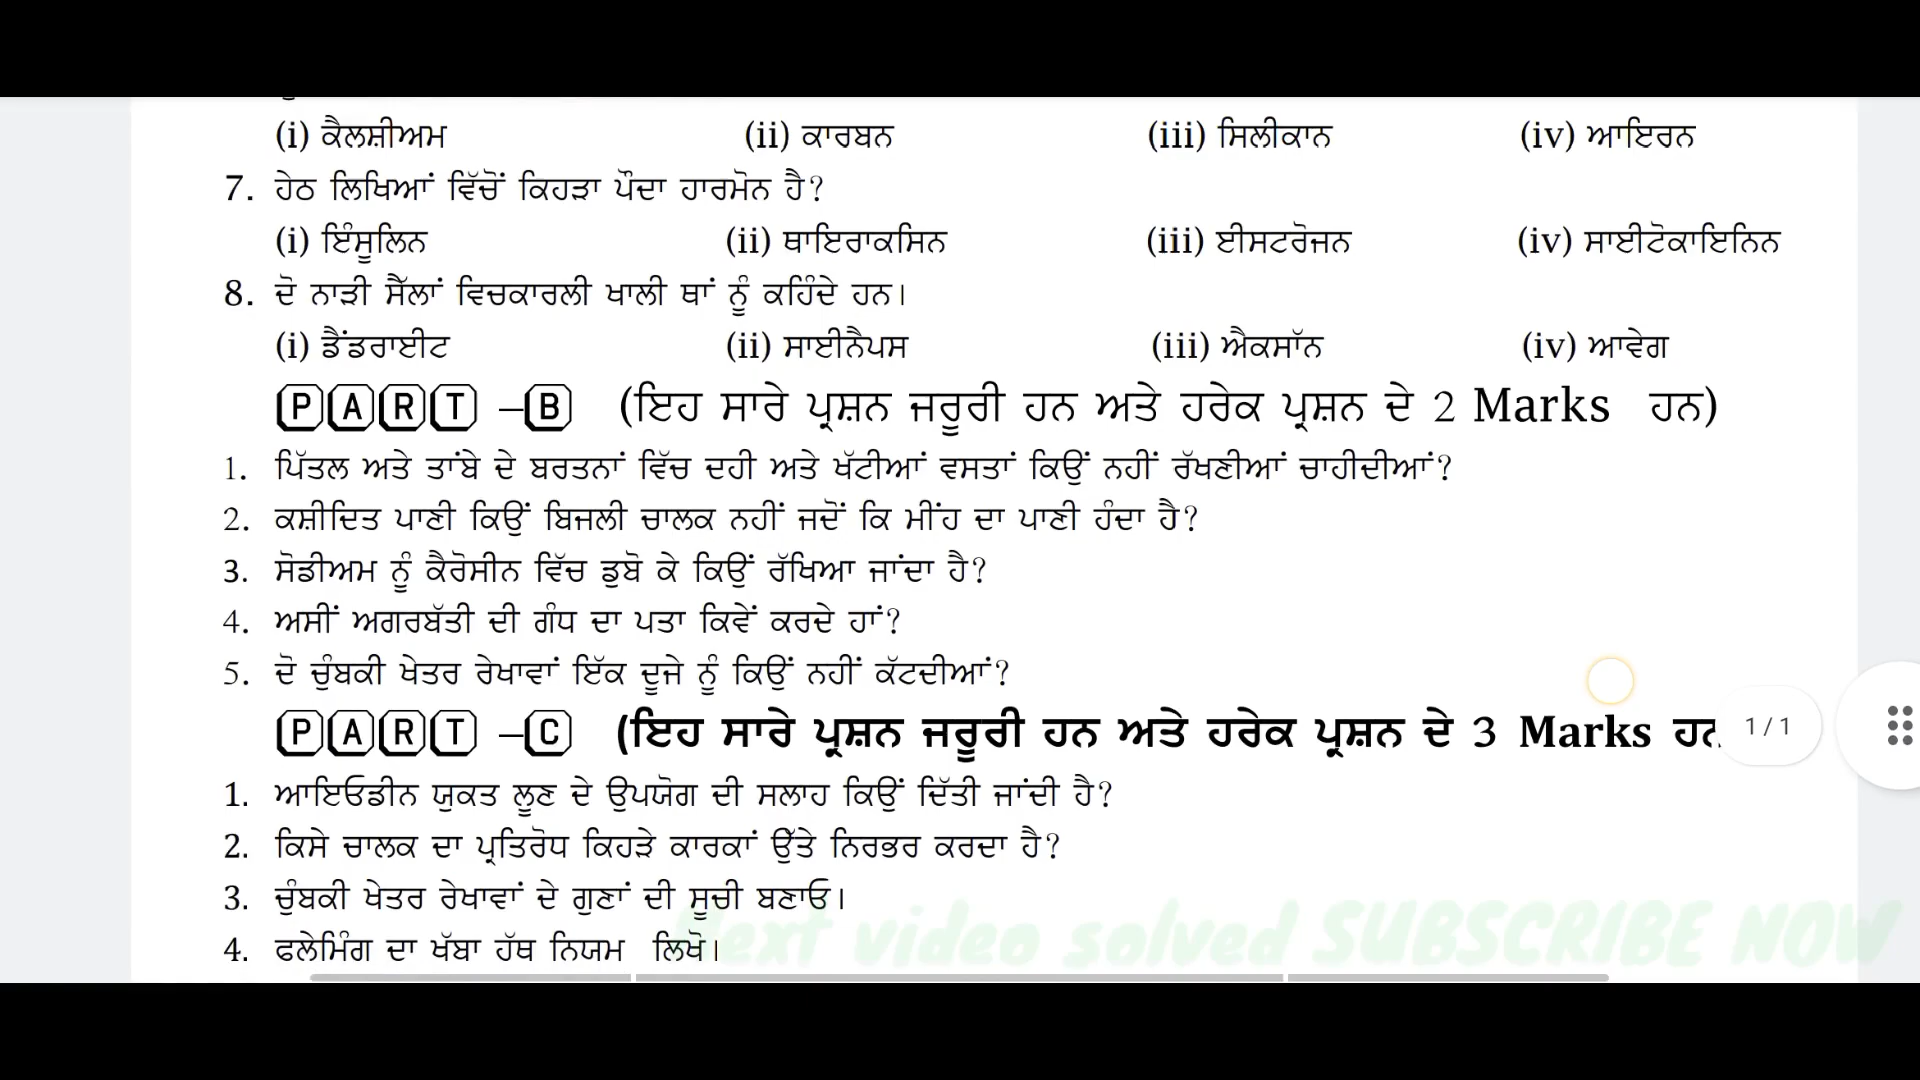 (i) ਕੈਲਸ਼ੀਅਮ (ii) ਕਾਰਬਨ (iii) ਸਿਲੀਕਾਨ (iv) ਆਇਰਨ
7. ਹੇਠ ਲਿਖਿਆਂ ਵਿੱਚੋਂ ਕਿਹੜਾ ਪੌਦਾ ਹਾਰਮੋਨ ਹੈ?
(i) ਇੰਸੂਲਿਨ (ii) ਥਾਇਰਾਕਸਿਨ (iii) ਈਸਟਰੋਜਨ (iv) ਸਾਈਟੋਕਾਇਨਿਨ
8. ਦੋ ਨਾੜੀ ਸੈੱਲਾਂ ਵਿਚਕਾਰਲੀ ਖਾਲੀ ਥਾਂ ਨੂੰ ਕਹਿੰਦੇ ਹਨ।
(i) ਡੈਂਡਰਾਈਟ (ii) ਸਾਈਨੈਪਸ (iii) ਐਕਸਾੱਨ (iv) ਆਵੇਗ
PART –B (ਇਹ ਸਾਰੇ ਪ੍ਰਸ਼ਨ ਜਰੂਰੀ ਹਨ ਅਤੇ ਹਰੇਕ ਪ੍ਰਸ਼ਨ ਦੇ 2 Marks ਹਨ)
1. ਪਿੱਤਲ ਅਤੇ ਤਾਂਬੇ ਦੇ ਬਰਤਨਾਂ ਵਿੱਚ ਦਹੀ ਅਤੇ ਖੱਟੀਆਂ ਵਸਤਾਂ ਕਿਉਂ ਨਹੀਂ ਰੱਖਣੀਆਂ ਚਾਹੀਦੀਆਂ?
2. ਕਸ਼ੀਦਿਤ ਪਾਣੀ ਕਿਉਂ ਬਿਜਲੀ ਚਾਲਕ ਨਹੀਂ ਜਦੋਂ ਕਿ ਮੀਂਹ ਦਾ ਪਾਣੀ ਹੰਦਾ ਹੈ?
3. ਸੋਡੀਅਮ ਨੂੰ ਕੈਰੋਸੀਨ ਵਿੱਚ ਡੁਬੋ ਕੇ ਕਿਉਂ ਰੱਖਿਆ ਜਾਂਦਾ ਹੈ?
4. ਅਸੀਂ ਅਗਰਬੱਤੀ ਦੀ ਗੰਧ ਦਾ ਪਤਾ ਕਿਵੇਂ ਕਰਦੇ ਹਾਂ?
5. ਦੋ ਚੁੰਬਕੀ ਖੇਤਰ ਰੇਖਾਵਾਂ ਇੱਕ ਦੂਜੇ ਨੂੰ ਕਿਉਂ ਨਹੀਂ ਕੱਟਦੀਆਂ?
PART –C (ਇਹ ਸਾਰੇ ਪ੍ਰਸ਼ਨ ਜਰੂਰੀ ਹਨ ਅਤੇ ਹਰੇਕ ਪ੍ਰਸ਼ਨ ਦੇ 3 Marks 1/1
1. ਆਇਓਡੀਨ ਯੁਕਤ ਲੂਣ ਦੇ ਉਪਯੋਗ ਦੀ ਸਲਾਹ ਕਿਉਂ ਦਿੱਤੀ ਜਾਂਦੀ ਹੈ?
2. ਕਿਸੇ ਚਾਲਕ ਦਾ ਪ੍ਰਤਿਰੋਧ ਕਿਹੜੇ ਕਾਰਕਾਂ ਉੱਤੇ ਨਿਰਭਰ ਕਰਦਾ ਹੈ?
3. ਚੁੰਬਕੀ ਖੇਤਰ ਰੇਖਾਵਾਂ ਦੇ ਗੁਣਾਂ ਦੀ ਸੂਚੀ ਬਣਾਓ।
4. ਫਲੇਮਿੰਗ ਦਾ ਖੱਬਾ ਹੱਥ ਨਿਯਮ ਲਿਖੋ।
Next video solved SUBSCRIBE NOW